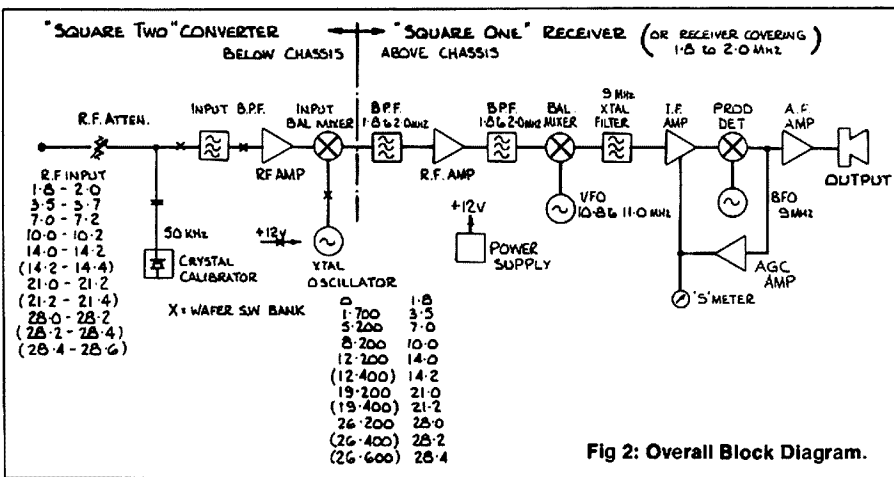 "SQUARE TWO" CONVERTER
BELOW CHASSIS
"SQUARE ONE" RECEIVER (OR RECEIVER COVERING
1·8 to 2·0 MHz)
ABOVE CHASSIS
R.F. ATTEN.
INPUT B.P.F.
INPUT
BAL MIXER
B.P.F.
1·8 to 2·0 MHz
B.P.F.
1·8 to 2·0 MHz
BAL.
MIXER
9 MHz
XTAL
FILTER
I.F.
AMP
PROD
DET
A.F.
AMP
RF AMP
R.F. AMP
OUTPUT
R.F INPUT
1·8 - 2·0
3·5 - 3·7
7·0 - 7·2
10·0 - 10·2
14·0 - 14·2
(14·2 - 14·4)
21·0 - 21·2
(21·2 - 21·4)
28·0 - 28·2
(28·2 - 28·4)
(28·4 - 28·6)
50 KHz
CRYSTAL
CALIBRATOR
+12v
XTAL
OSCILLATOR
X = WAFER SW BANK
+12V
POWER
SUPPLY
VFO
10·8 to 11·0 MHz
BFO
9 MHz
AGC
AMP
'S' METER
0 1·8
1·700 3·5
5·200 7·0
8·200 10·0
12·200 14·0
(12·400) 14·2
19·200 21·0
(19·400) 21·2
26·200 28·0
(26·400) 28·2
(26·600) 28·4
Fig 2: Overall Block Diagram.